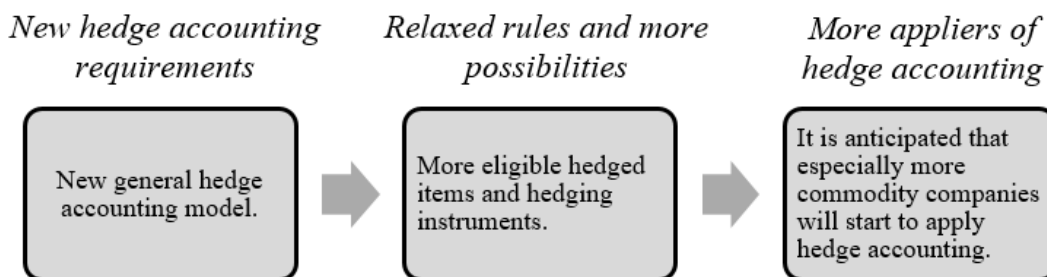 New hedge accounting
requirements
Relaxed rules and more
possibilities
More appliers of
hedge accounting
New general hedge
accounting model.
More eligible hedged
items and hedging
instruments.
It is anticipated that
especially more
commodity companies
will start to apply
hedge accounting.